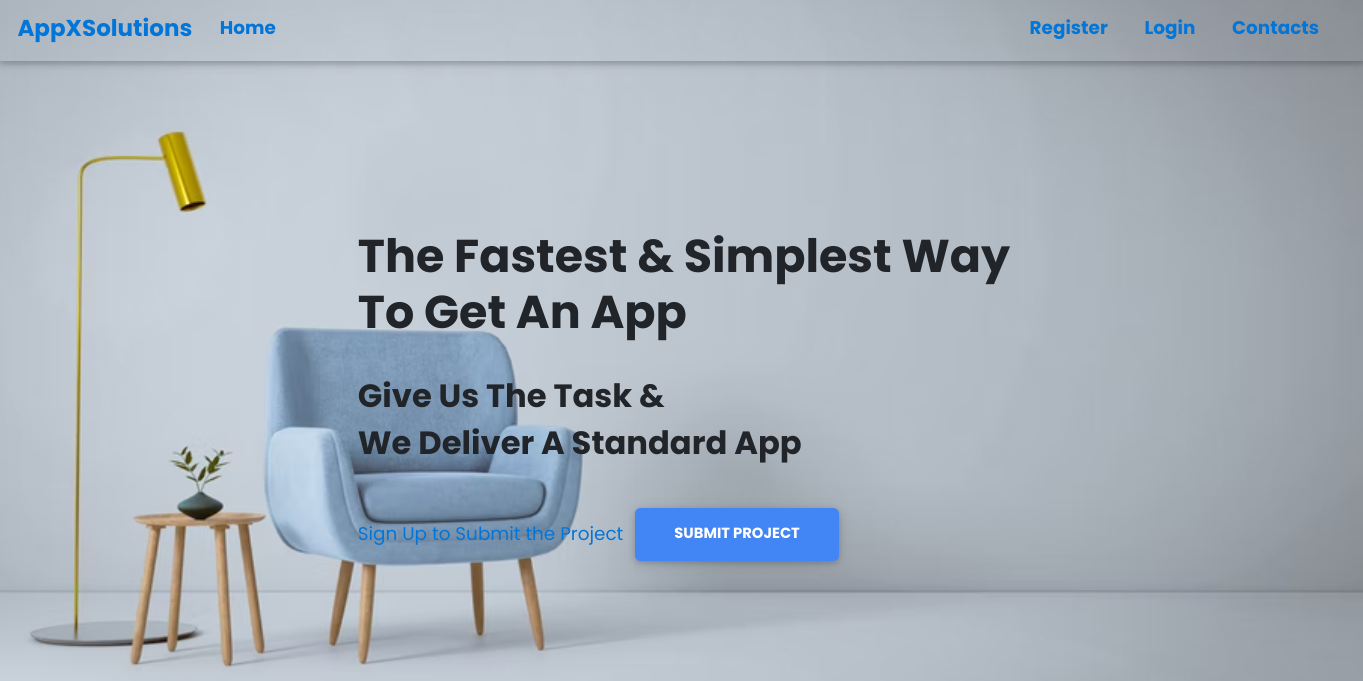 AppXSolutions Home Register Login Contacts
The Fastest & Simplest Way
To Get An App
Give Us The Task &
We Deliver A Standard App
Sign Up to Submit the Project SUBMIT PROJECT